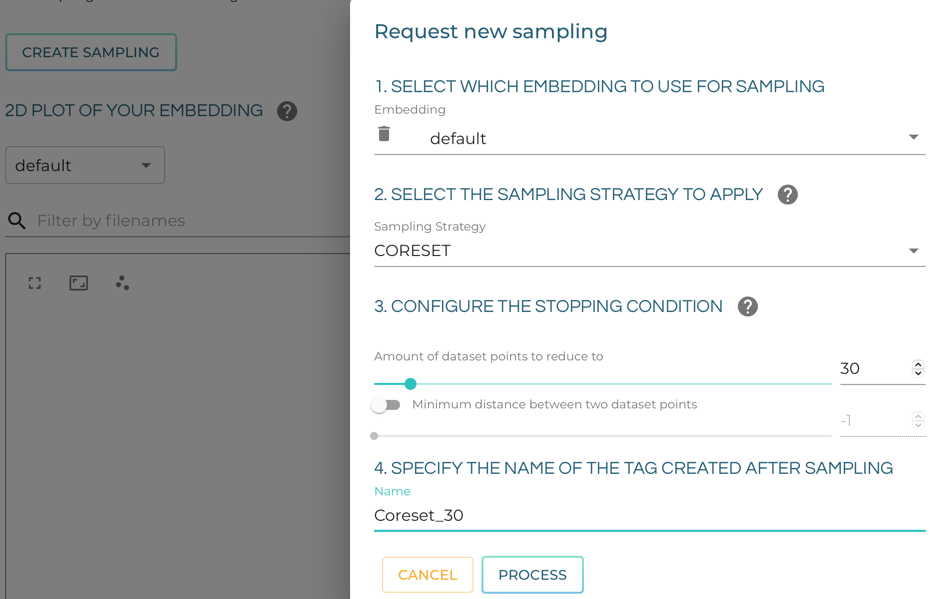 CREATE SAMPLING
2D PLOT OF YOUR EMBEDDING ?
default
Filter by filenames
Request new sampling
1. SELECT WHICH EMBEDDING TO USE FOR SAMPLING
Embedding
default
2. SELECT THE SAMPLING STRATEGY TO APPLY ?
Sampling Strategy
CORESET
3. CONFIGURE THE STOPPING CONDITION ?
Amount of dataset points to reduce to
30
Minimum distance between two dataset points
-1
4. SPECIFY THE NAME OF THE TAG CREATED AFTER SAMPLING
Name
Coreset_30
CANCEL PROCESS